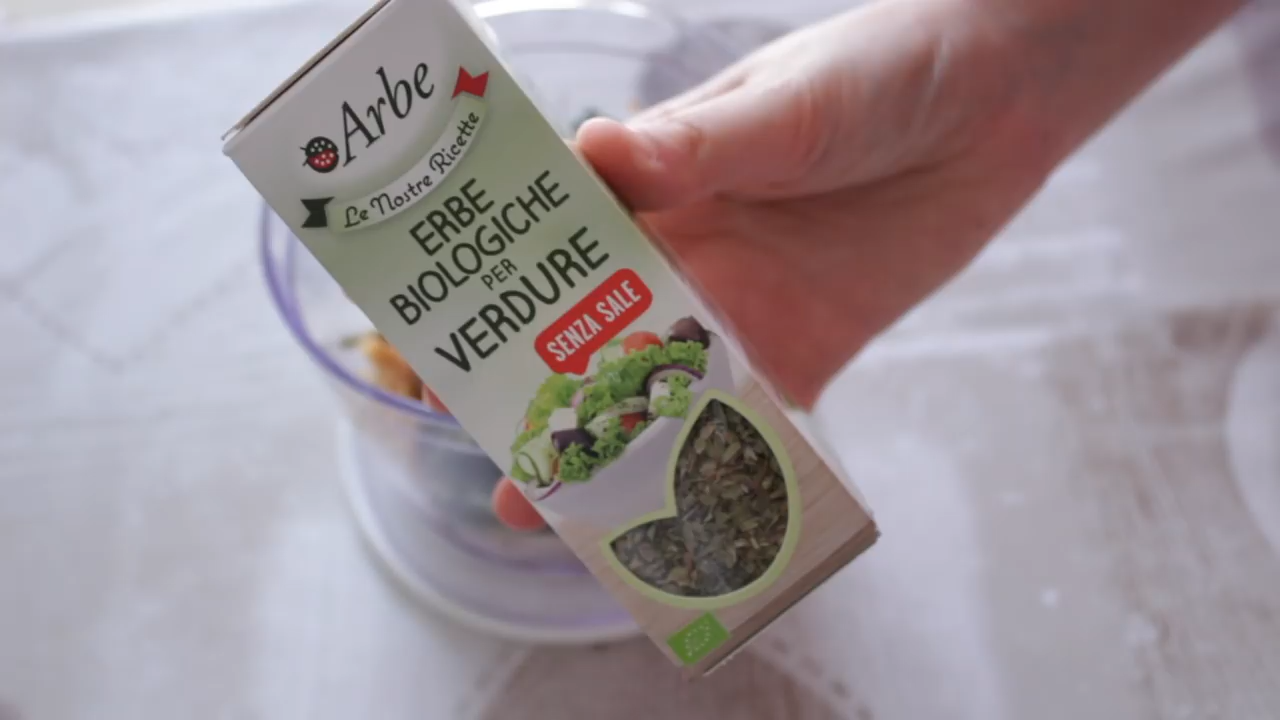 Arbe
Le Nostre Ricette
ERBE
BIOLOGICHE
PER
VERDURE
SENZA SALE